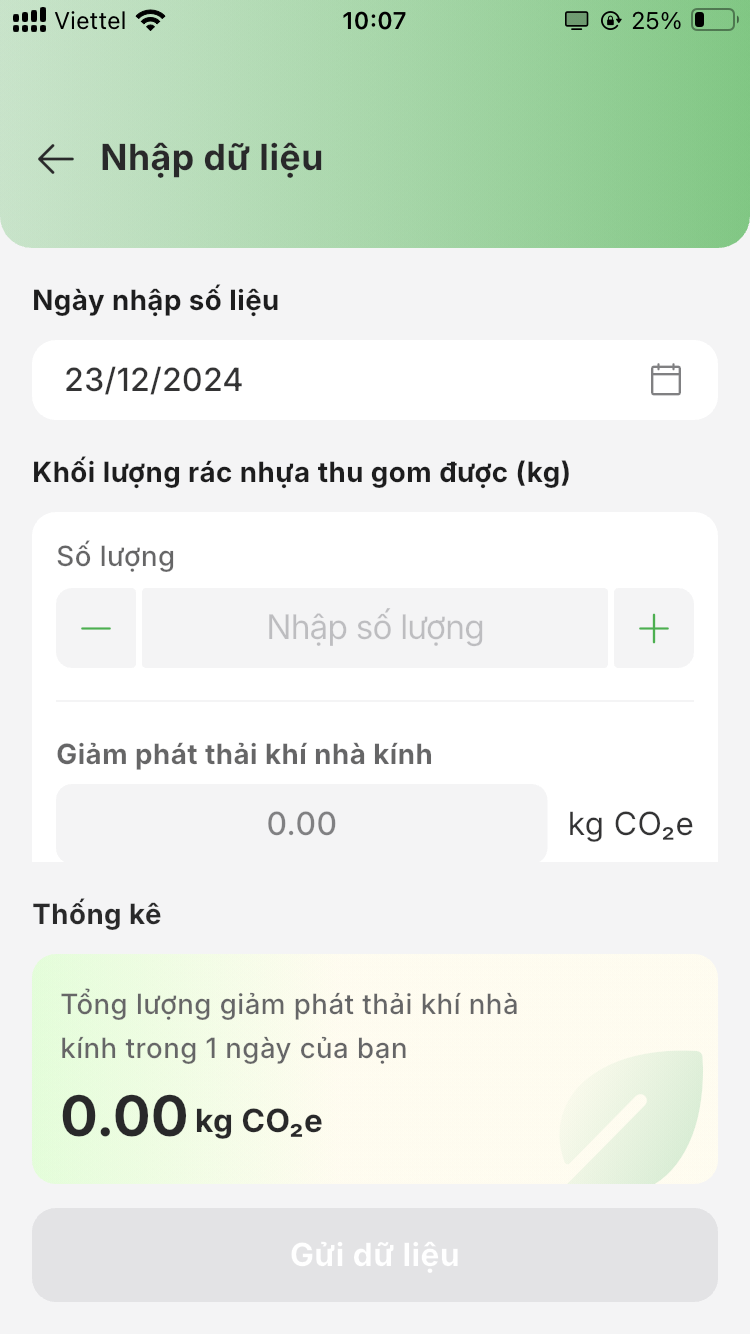 Viettel 10:07 25%
Nhập dữ liệu
Ngày nhập số liệu
23/12/2024
Khối lượng rác nhựa thu gom được (kg)
Số lượng
Nhập số lượng
Giảm phát thải khí nhà kính
0.00 kg CO₂e
Thống kê
Tổng lượng giảm phát thải khí nhà
kính trong 1 ngày của bạn
0.00 kg CO₂e
Gửi dữ liệu